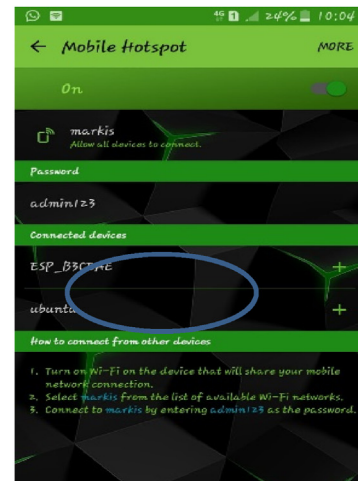 4G 1 24% 10:04
← Mobile Hotspot MORE
On
markis
Allow all devices to connect.
Password
admin123
Connected devices
+
ubuntu +
How to connect from other devices
1. Turn on Wi-Fi on the device that will share your mobile
network connection.
2. Select markis from the list of available Wi-Fi networks.
3. Connect to markis by entering admin123 as the password.